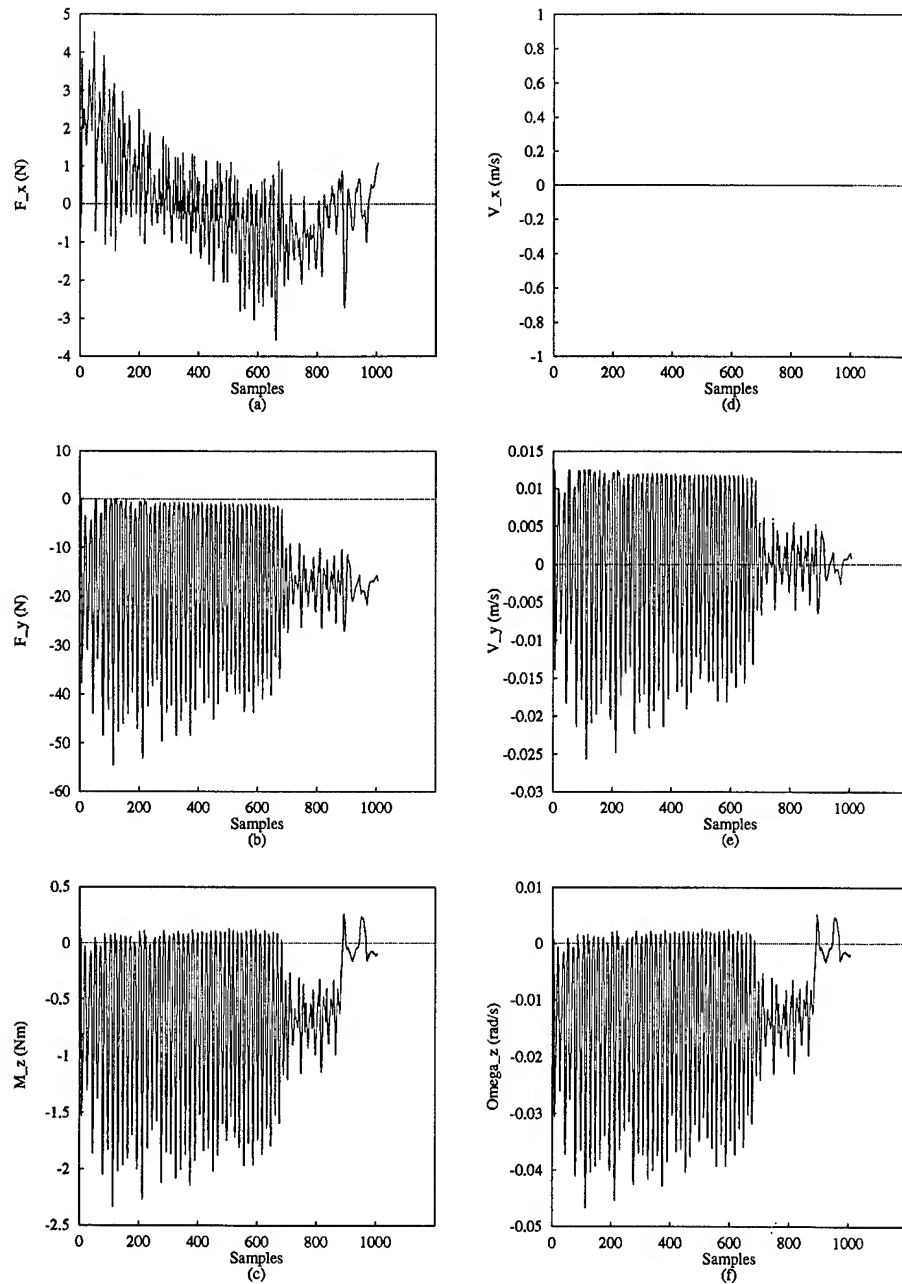 F_x (N)
5
4
3
2
1
0
-1
-2
-3
-4
0 200 400 600 800 1000
Samples
(a)
V_x (m/s)
1
0.8
0.6
0.4
0.2
0
-0.2
-0.4
-0.6
-0.8
-1
0 200 400 600 800 1000
Samples
(d)
F_y (N)
10
0
-10
-20
-30
-40
-50
-60
0 200 400 600 800 1000
Samples
(b)
V_y (m/s)
0.015
0.01
0.005
0
-0.005
-0.01
-0.015
-0.02
-0.025
-0.03
0 200 400 600 800 1000
Samples
(e)
M_z (Nm)
0.5
0
-0.5
-1
-1.5
-2
-2.5
0 200 400 600 800 1000
Samples
(c)
Omega_z (rad/s)
0.01
0
-0.01
-0.02
-0.03
-0.04
-0.05
0 200 400 600 800 1000
Samples
(f)